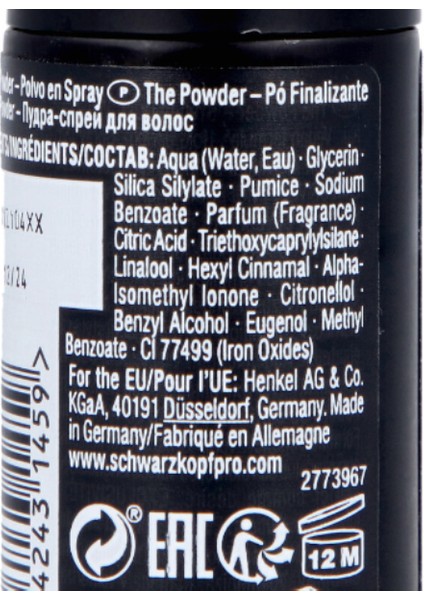 Polvo en Spray Ⓟ The Powder – Pó Finalizante
Пудра-спрей для волос
INGRÉDIENTS/СОСТАВ: Aqua (Water, Eau) · Glycerin ·
Silica Silylate · Pumice · Sodium
Benzoate · Parfum (Fragrance) ·
Citric Acid · Triethoxycaprylylsilane ·
Linalool · Hexyl Cinnamal · Alpha-
Isomethyl Ionone · Citronellol ·
Benzyl Alcohol · Eugenol · Methyl
Benzoate · CI 77499 (Iron Oxides)
For the EU/Pour l'UE: Henkel AG & Co.
KGaA, 40191 Düsseldorf, Germany. Made
in Germany/Fabriqué en Allemagne
www.schwarzkopfpro.com
2773967
EAC
12 M